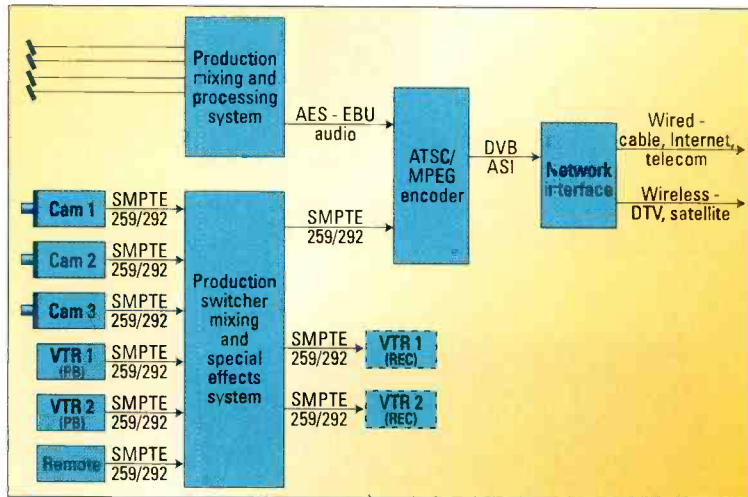 Production
mixing and
processing
system
AES - EBU
audio
ATSC/
MPEG
encoder
DVB
ASI
Network
interface
Wired -
cable, Internet,
telecom
Wireless -
DTV, satellite
Cam 1
SMPTE
259/292
Cam 2
SMPTE
259/292
Cam 3
SMPTE
259/292
VTR 1
(PB)
SMPTE
259/292
VTR 2
(PB)
SMPTE
259/292
Remote
SMPTE
259/292
Production
switcher
mixing
and
special
effects
system
SMPTE
259/292
SMPTE
259/292
VTR 1
(REC)
SMPTE
259/292
VTR 2
(REC)